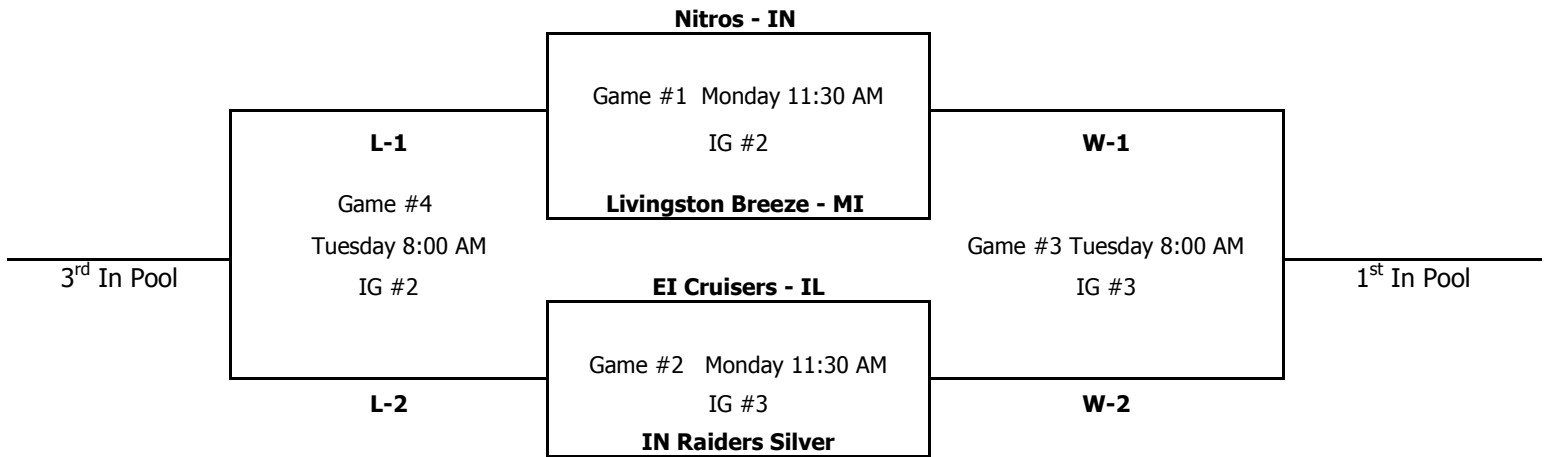 Nitros - IN
Game #1 Monday 11:30 AM
L-1
IG #2
W-1
Game #4
Livingston Breeze - MI
Tuesday 8:00 AM
Game #3 Tuesday 8:00 AM
3rd In Pool
IG #2
EI Cruisers - IL
IG #3
1st In Pool
Game #2 Monday 11:30 AM
L-2
IG #3
W-2
IN Raiders Silver